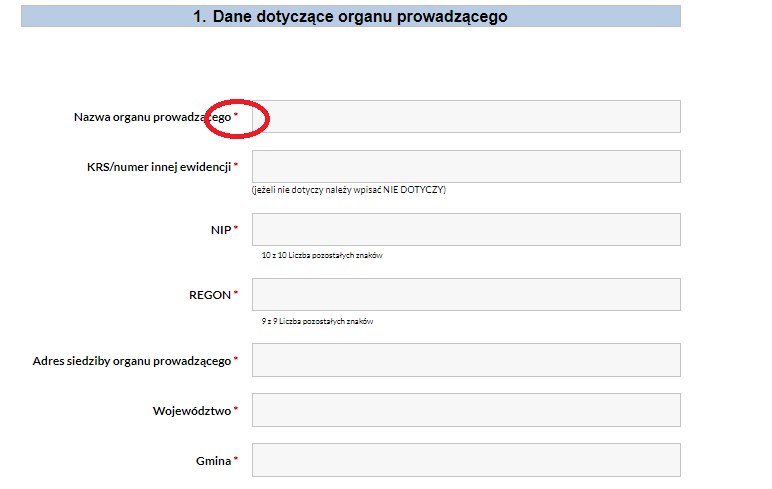 1. Dane dotyczące organu prowadzącego
Nazwa organu prowadzącego *
KRS/numer innej ewidencji *
(jeżeli nie dotyczy należy wpisać NIE DOTYCZY)
NIP *
10 z 10 Liczba pozostałych znaków
REGON *
9 z 9 Liczba pozostałych znaków
Adres siedziby organu prowadzącego *
Województwo *
Gmina *